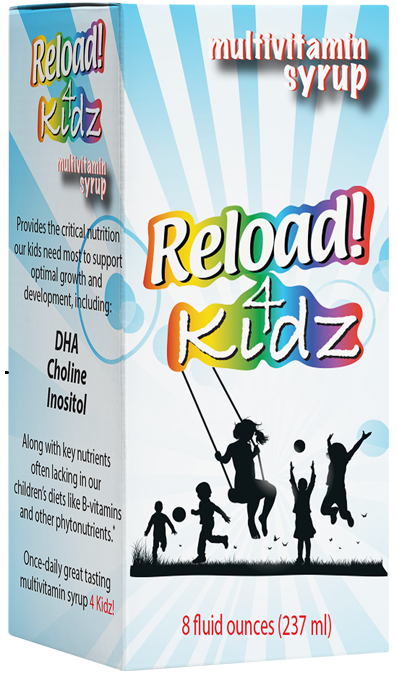 Reload!
4
Kidz
multivitamin
syrup
Provides the critical nutrition
our kids need most to support
optimal growth and
development, including:
DHA
Choline
Inositol
Along with key nutrients
often lacking in our
children's diets like B-vitamins
and other phytonutrients.*
Once-daily great tasting
multivitamin syrup 4 Kidz!
multivitamin
syrup
Reload!
4
Kidz
8 fluid ounces (237 ml)